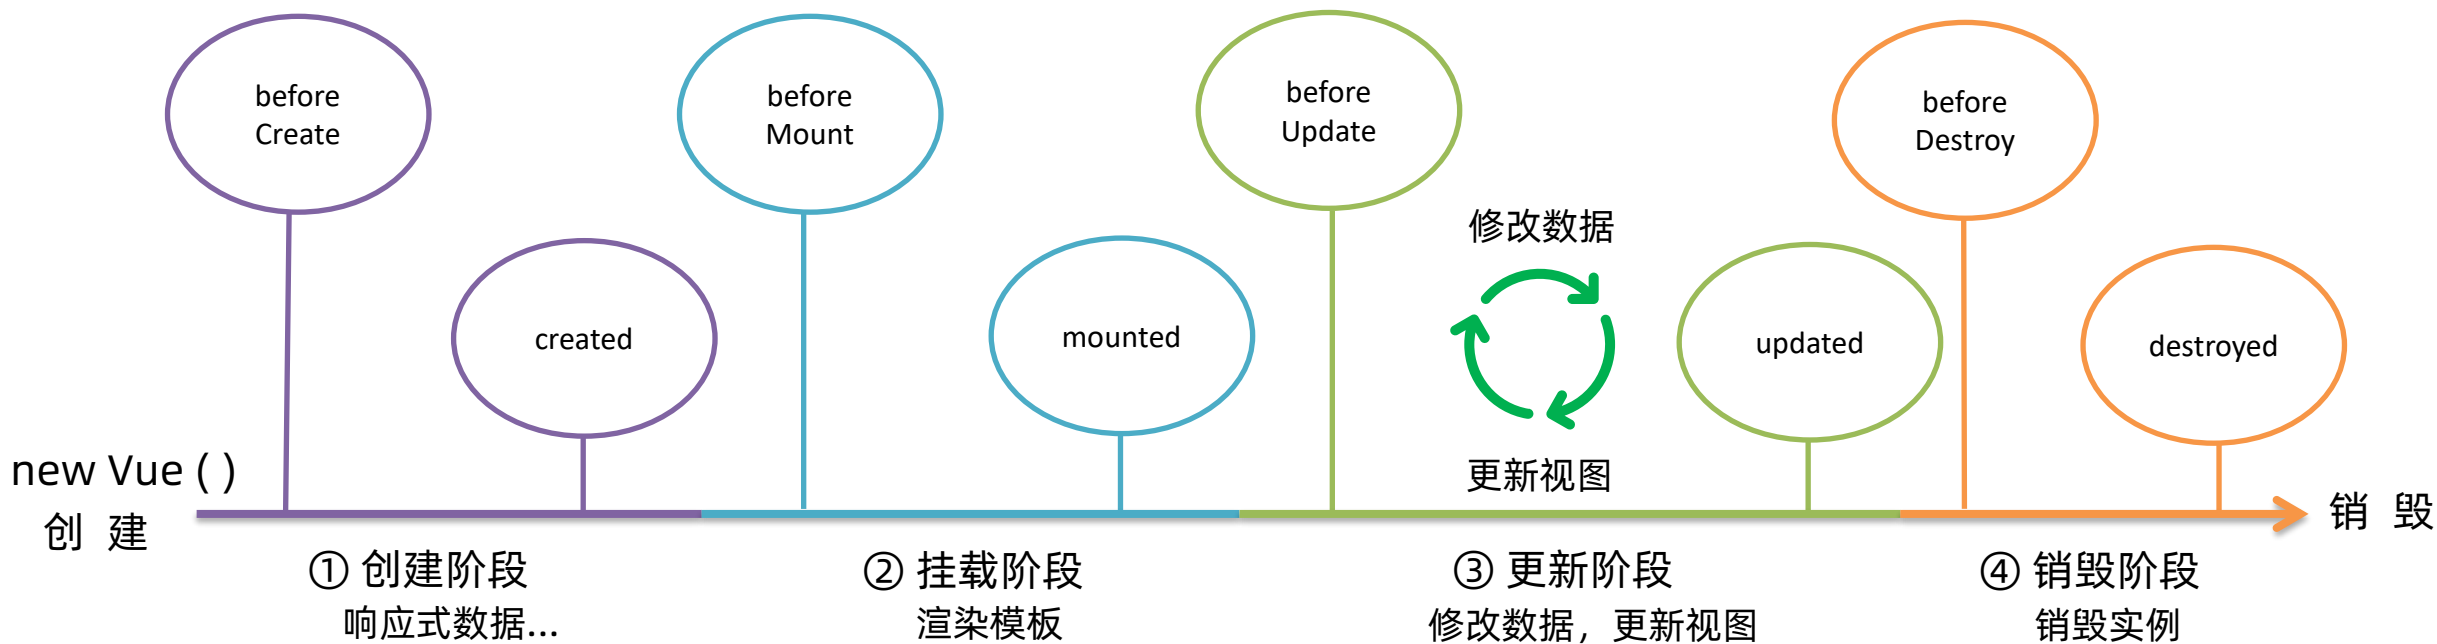 before
Create
before
Mount
before
Update
before
Destroy
修改数据
created
mounted
updated
destroyed
更新视图
new Vue ( )
创 建
销 毁
① 创建阶段
响应式数据...
② 挂载阶段
渲染模板
③ 更新阶段
修改数据，更新视图
④ 销毁阶段
销毁实例